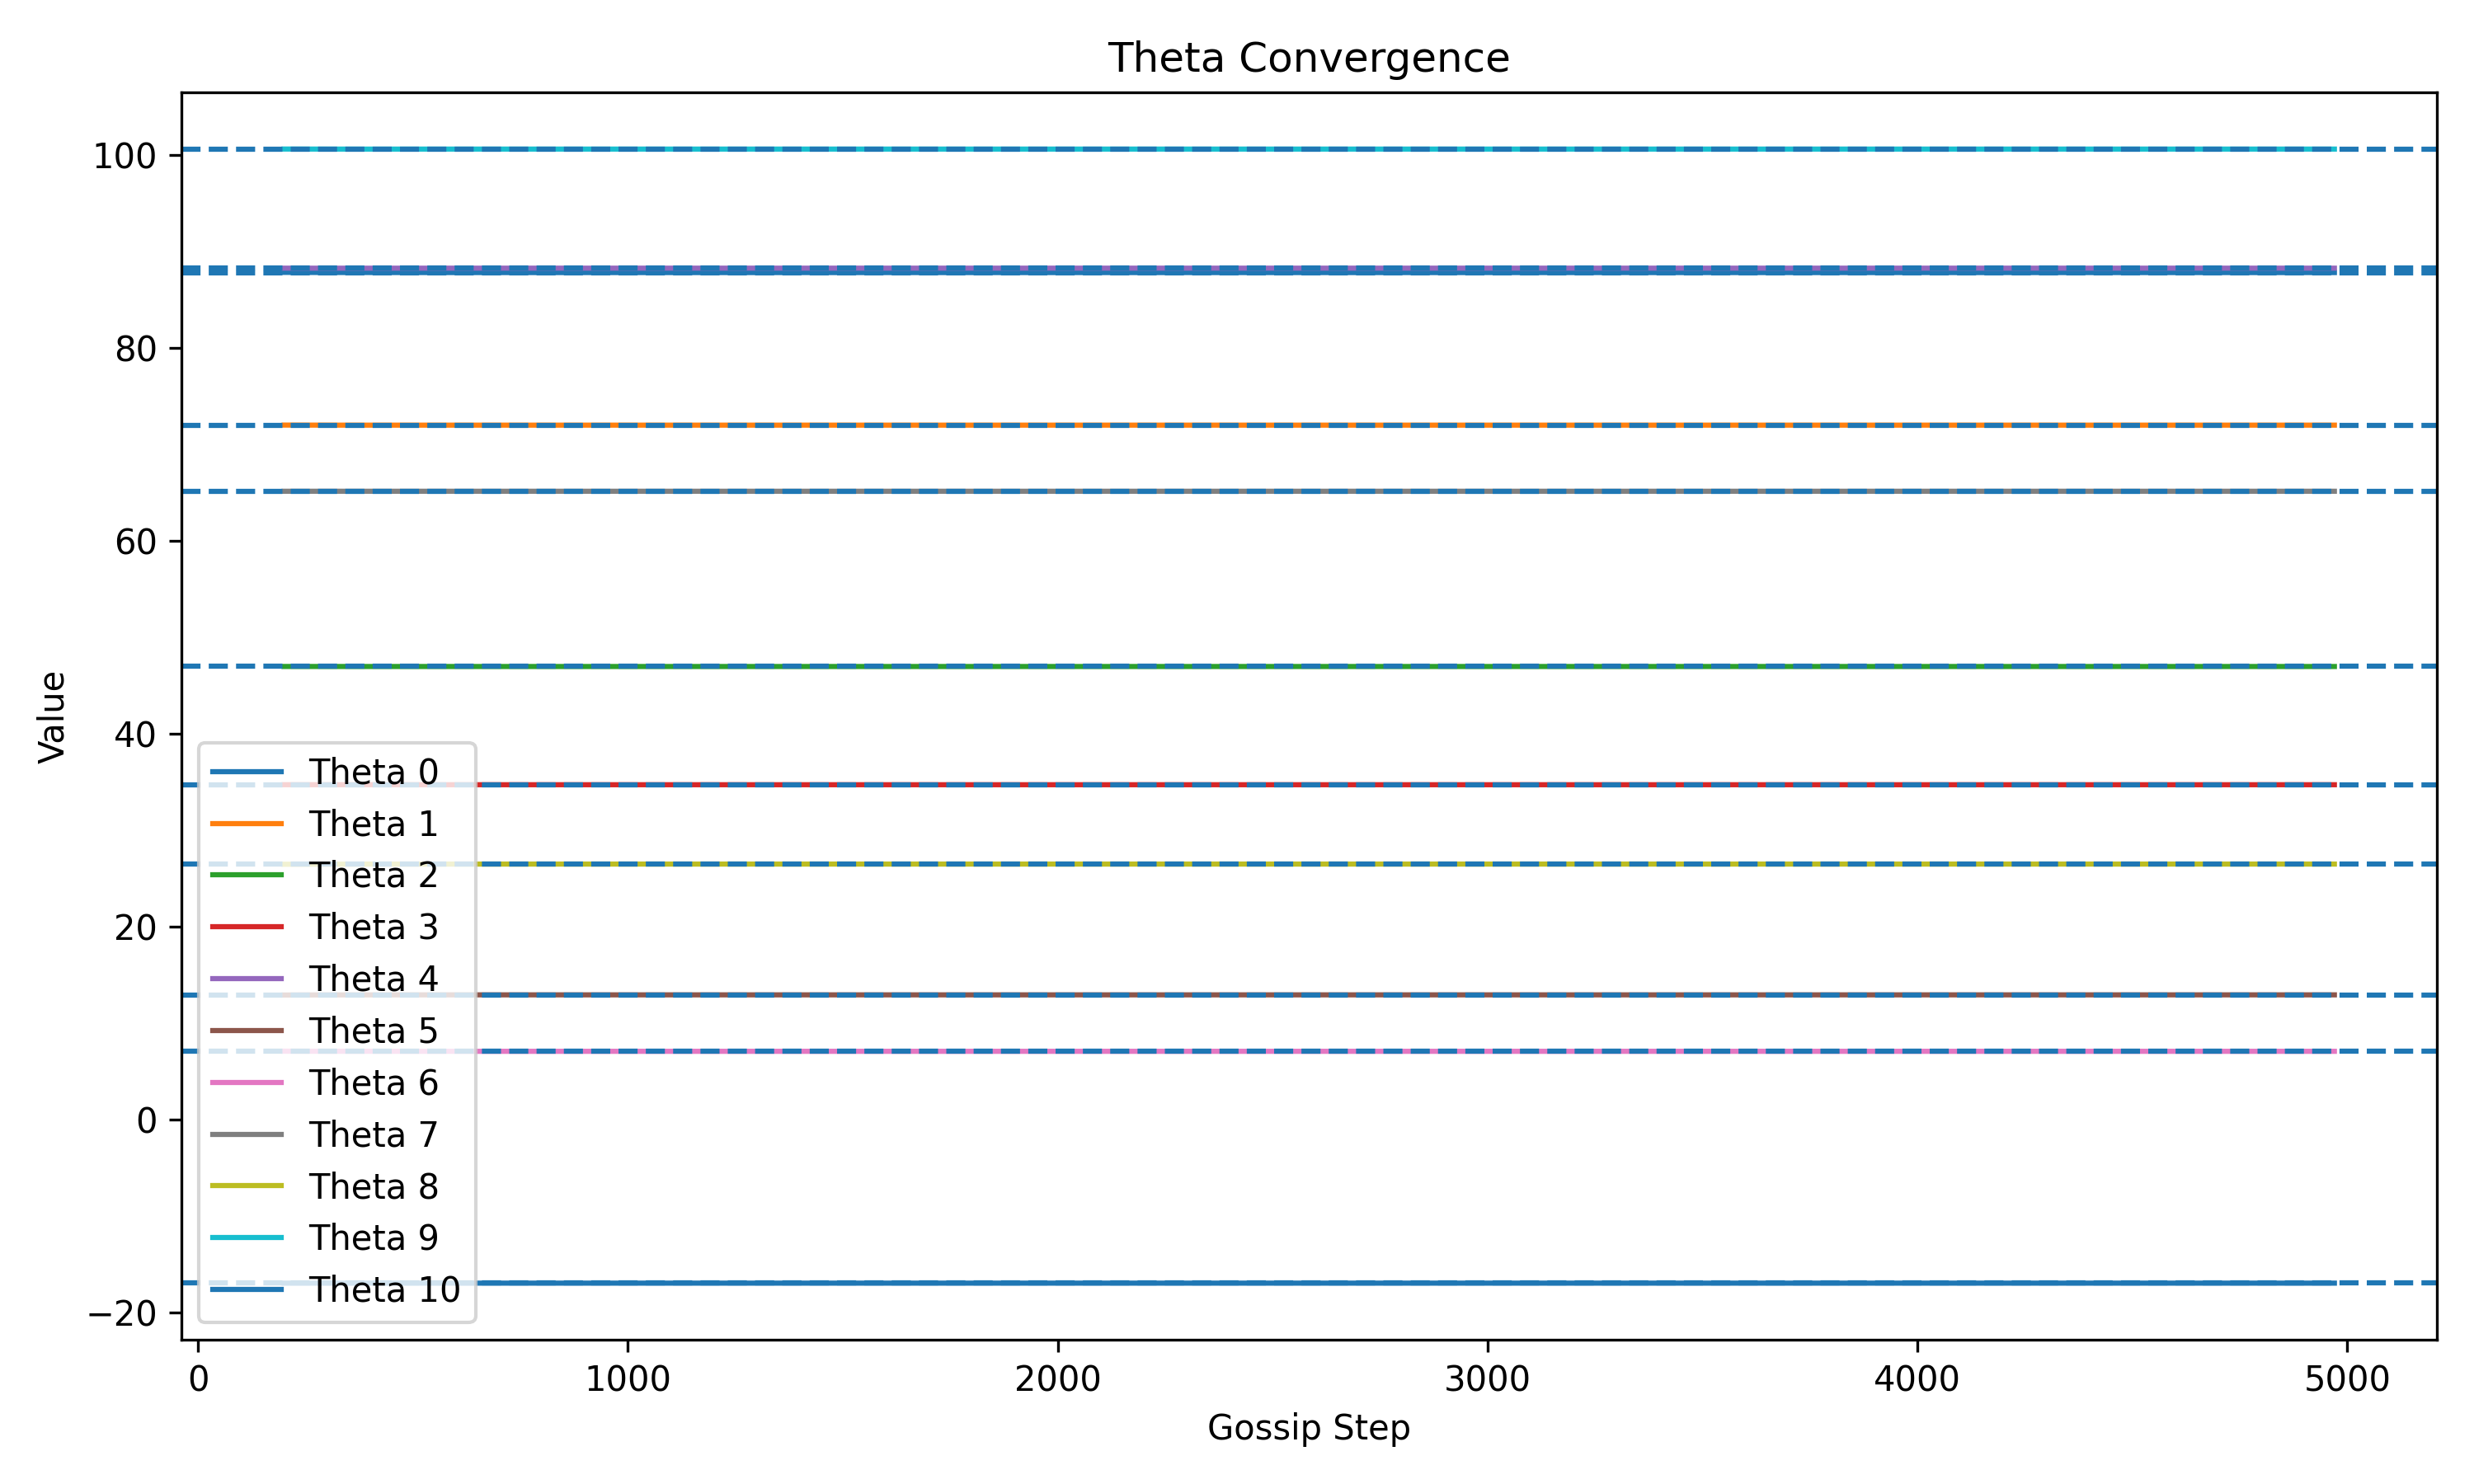 Theta Convergence
100
80
60
40
20
0
−20
Value
Theta 0
Theta 1
Theta 2
Theta 3
Theta 4
Theta 5
Theta 6
Theta 7
Theta 8
Theta 9
Theta 10
0 1000 2000 3000 4000 5000
Gossip Step